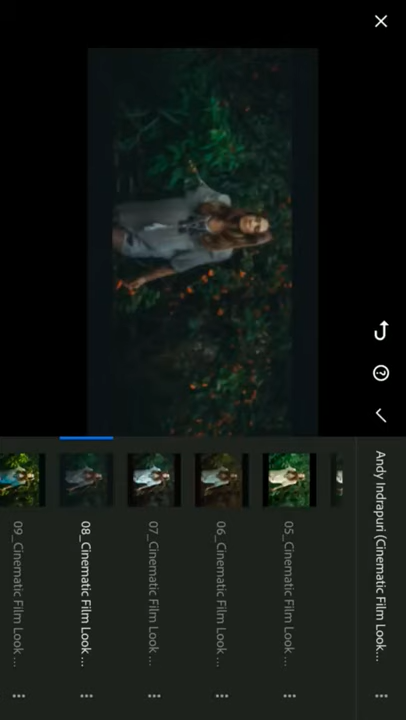 Andy Indrapuri (Cinematic Film Look...
05_Cinematic Film Look ...
06_Cinematic Film Look ...
07_Cinematic Film Look ...
08_Cinematic Film Look ...
09_Cinematic Film Look ...